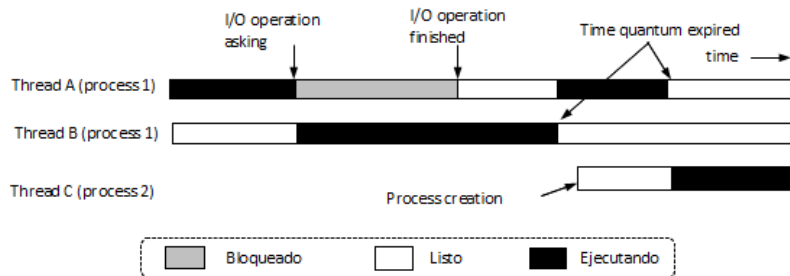 I/O operation
asking
I/O operation
finished
Time quantum expired
time
Thread A (process 1)
Thread B (process 1)
Thread C (process 2)
Process creation
Bloqueado
Listo
Ejecutando